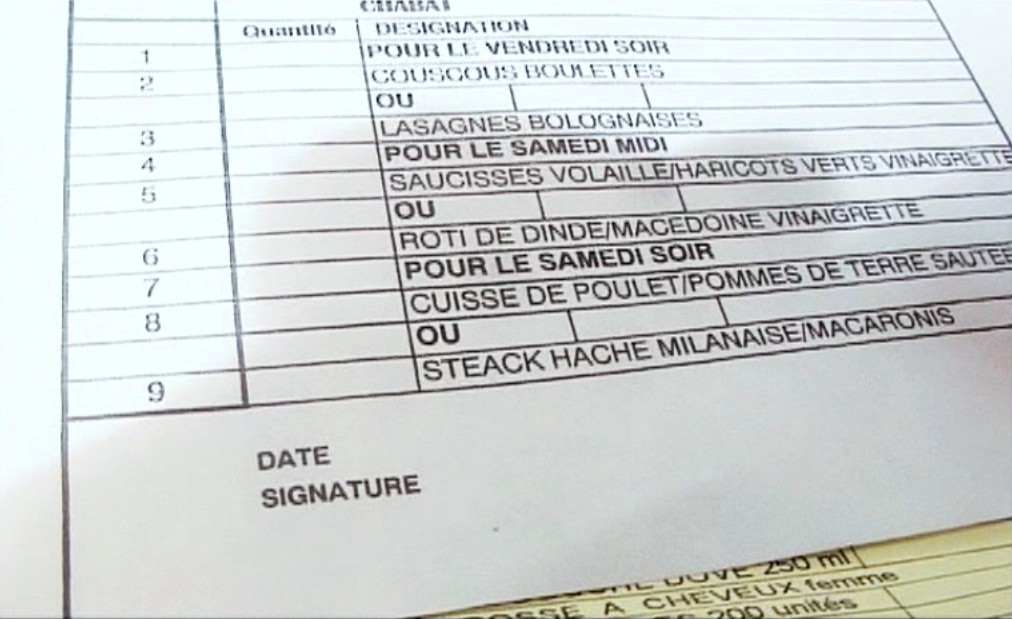 CHABAT
Quantité DESIGNATION
1 POUR LE VENDREDI SOIR
2 COUSCOUS BOULETTES
OU
3 LASAGNES BOLOGNAISES
4 POUR LE SAMEDI MIDI
5 SAUCISSES VOLAILLE/HARICOTS VERTS VINAIGRETTE
OU
6 ROTI DE DINDE/MACEDOINE VINAIGRETTE
7 POUR LE SAMEDI SOIR
8 CUISSE DE POULET/POMMES DE TERRE SAUTEE
OU
9 STEACK HACHE MILANAISE/MACARONIS
DATE
SIGNATURE
DOVE 250 ml
A CHEVEUX femme
200 unités